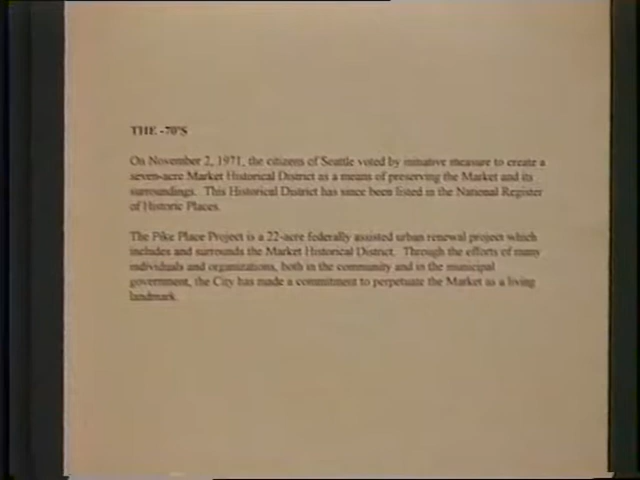 THE -70'S
On November 2, 1971, the citizens of Seattle voted by initiative measure to create a
seven-acre Market Historical District as a means of preserving the Market and its
surroundings. This Historical District has since been listed in the National Register
of Historic Places.
The Pike Place Project is a 22-acre federally assisted urban renewal project which
includes and surrounds the Market Historical District. Through the efforts of many
individuals and organizations, both in the community and in the municipal
government, the City has made a commitment to perpetuate the Market as a living
landmark.